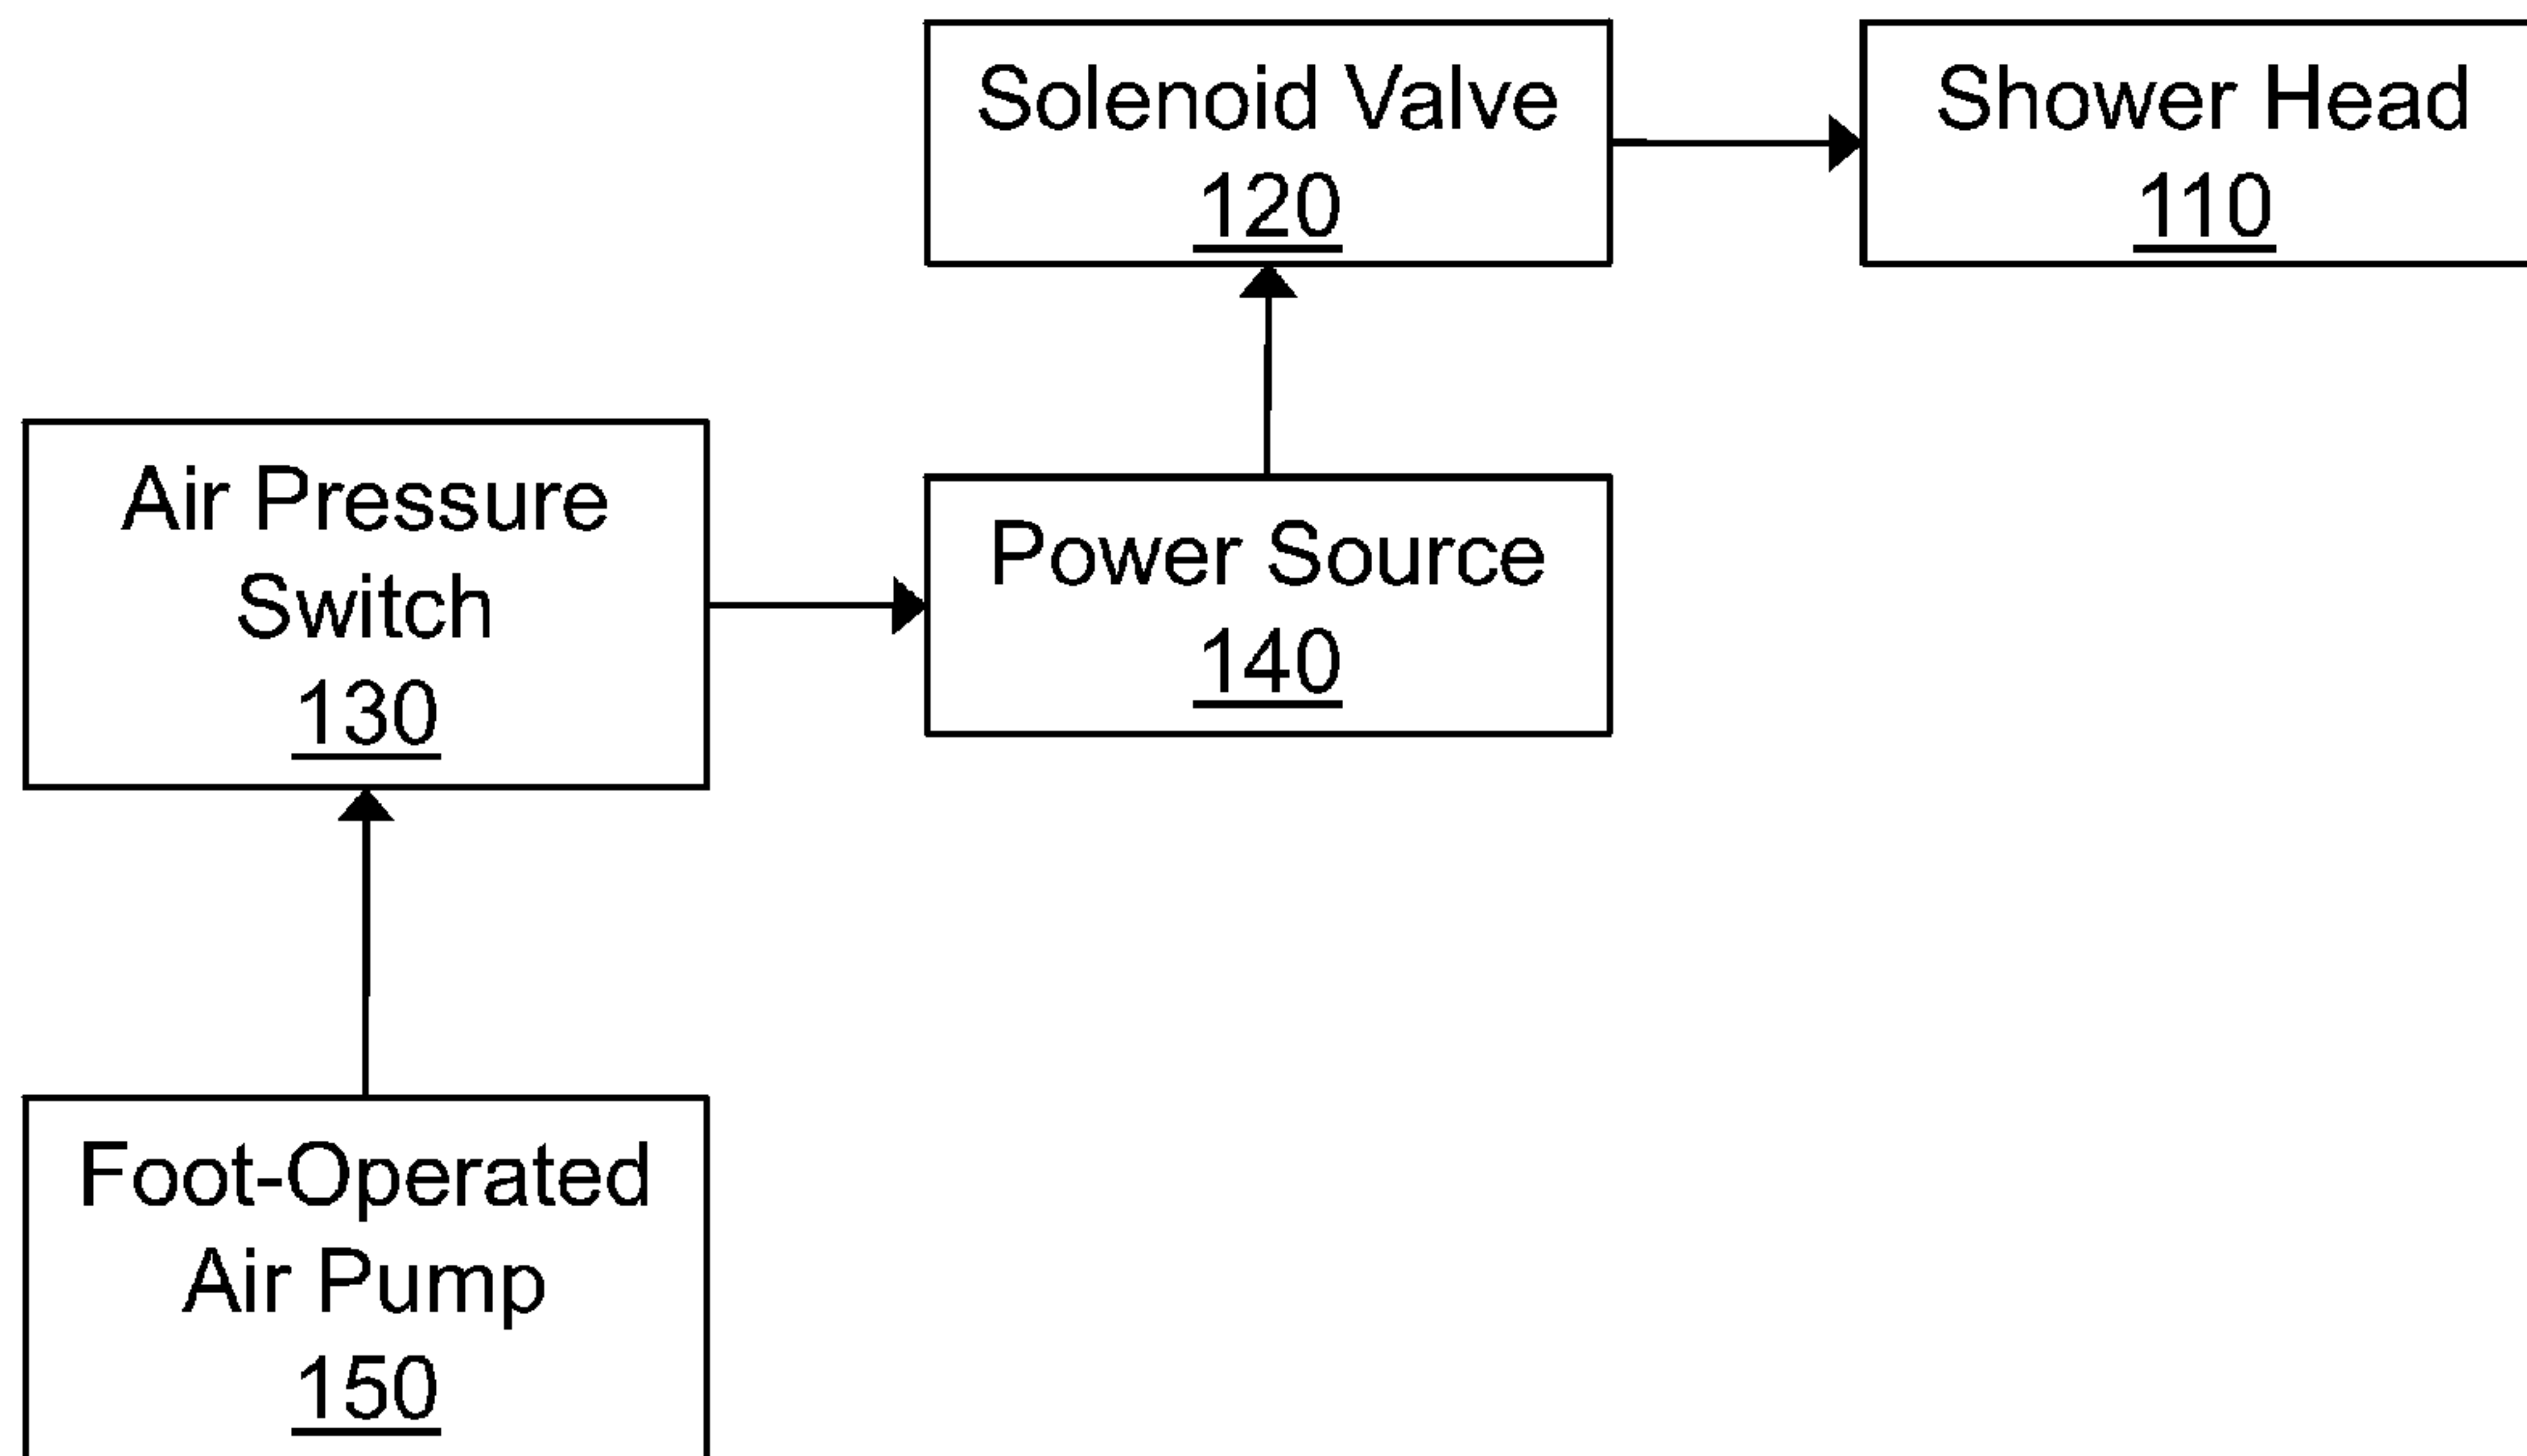 Solenoid Valve
120
Shower Head
110
Air Pressure
Switch
130
Power Source
140
Foot-Operated
Air Pump
150